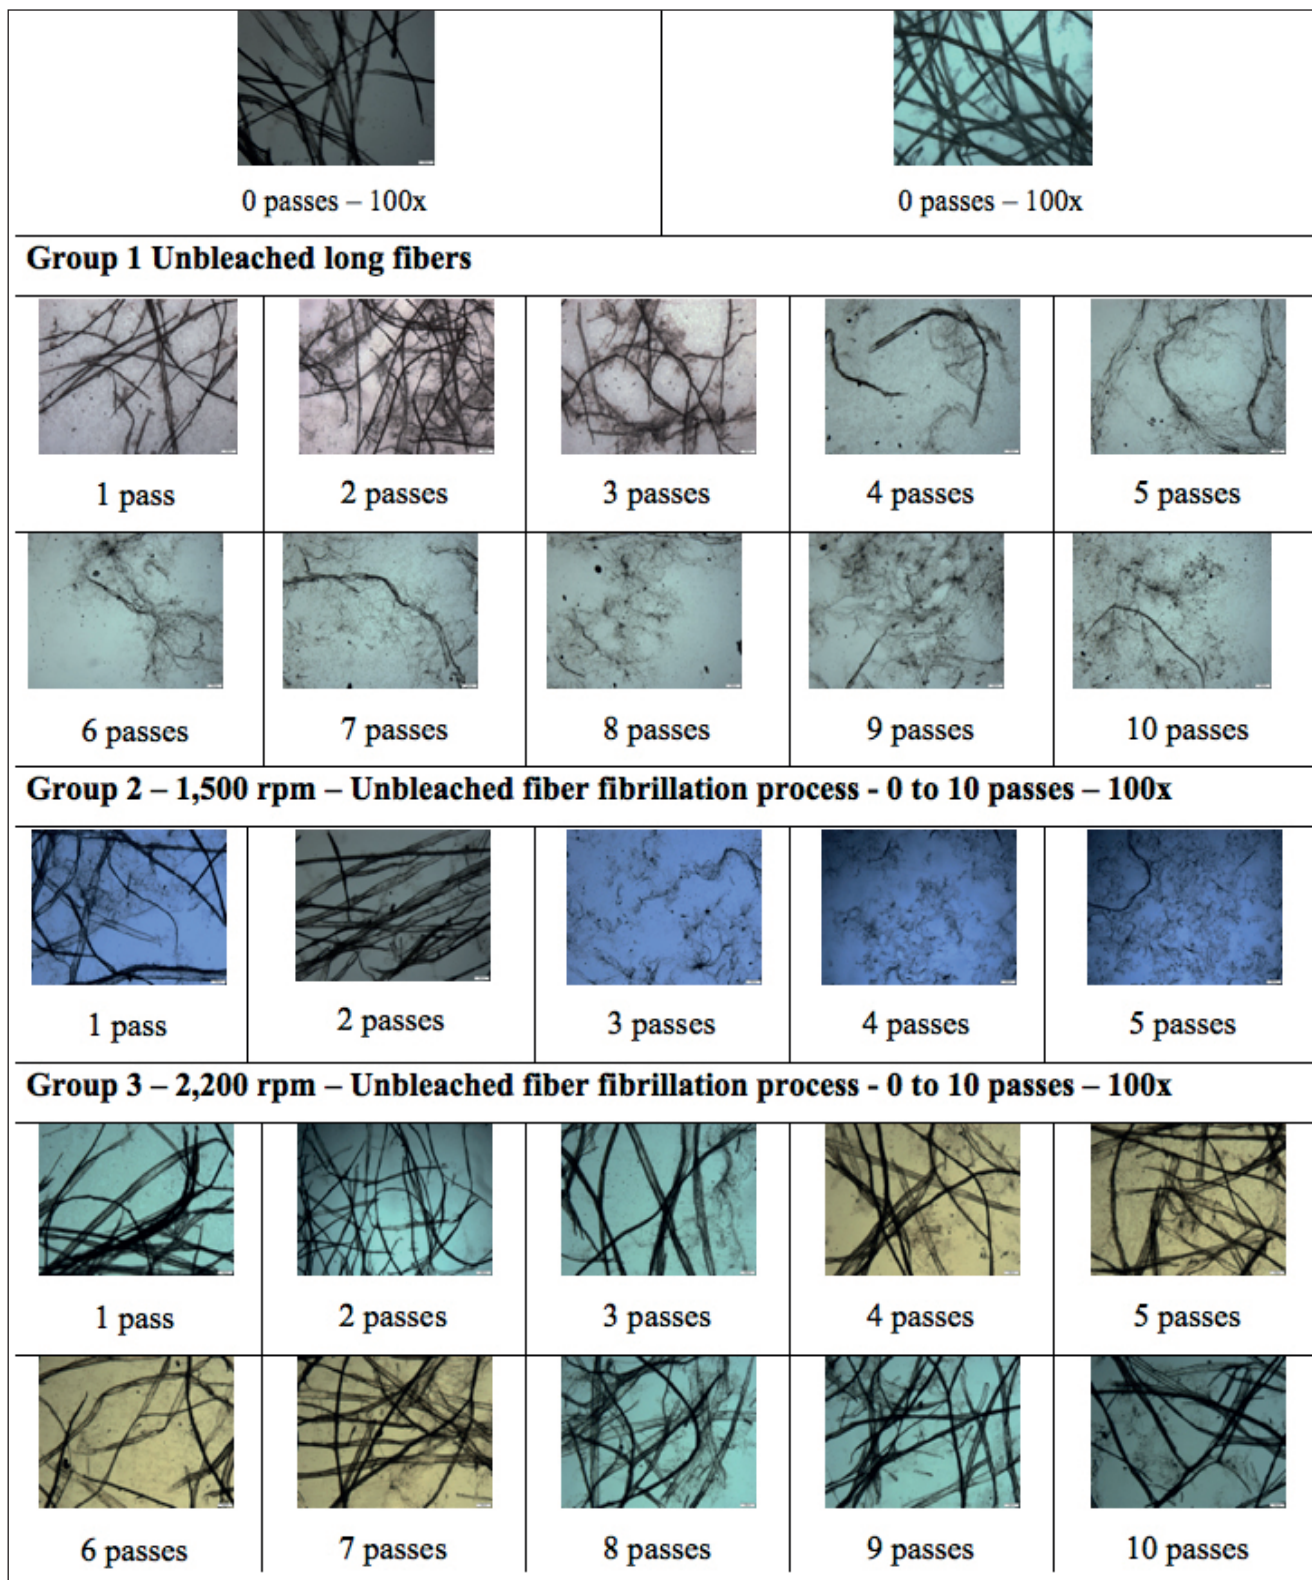 0 passes – 100x
0 passes – 100x
Group 1 Unbleached long fibers
1 pass
2 passes
3 passes
4 passes
5 passes
6 passes
7 passes
8 passes
9 passes
10 passes
Group 2 – 1,500 rpm – Unbleached fiber fibrillation process - 0 to 10 passes – 100x
1 pass
2 passes
3 passes
4 passes
5 passes
Group 3 – 2,200 rpm – Unbleached fiber fibrillation process - 0 to 10 passes – 100x
1 pass
2 passes
3 passes
4 passes
5 passes
6 passes
7 passes
8 passes
9 passes
10 passes